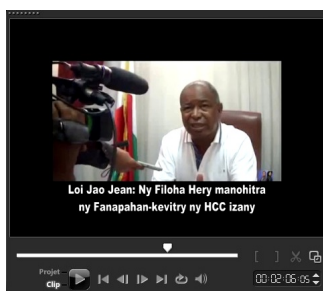 Loi Jao Jean: Ny Filoha Hery manohitra
ny Fanapahan-kevitry ny HCC izany
[ ]
Projet
Clip
00:02:06:05